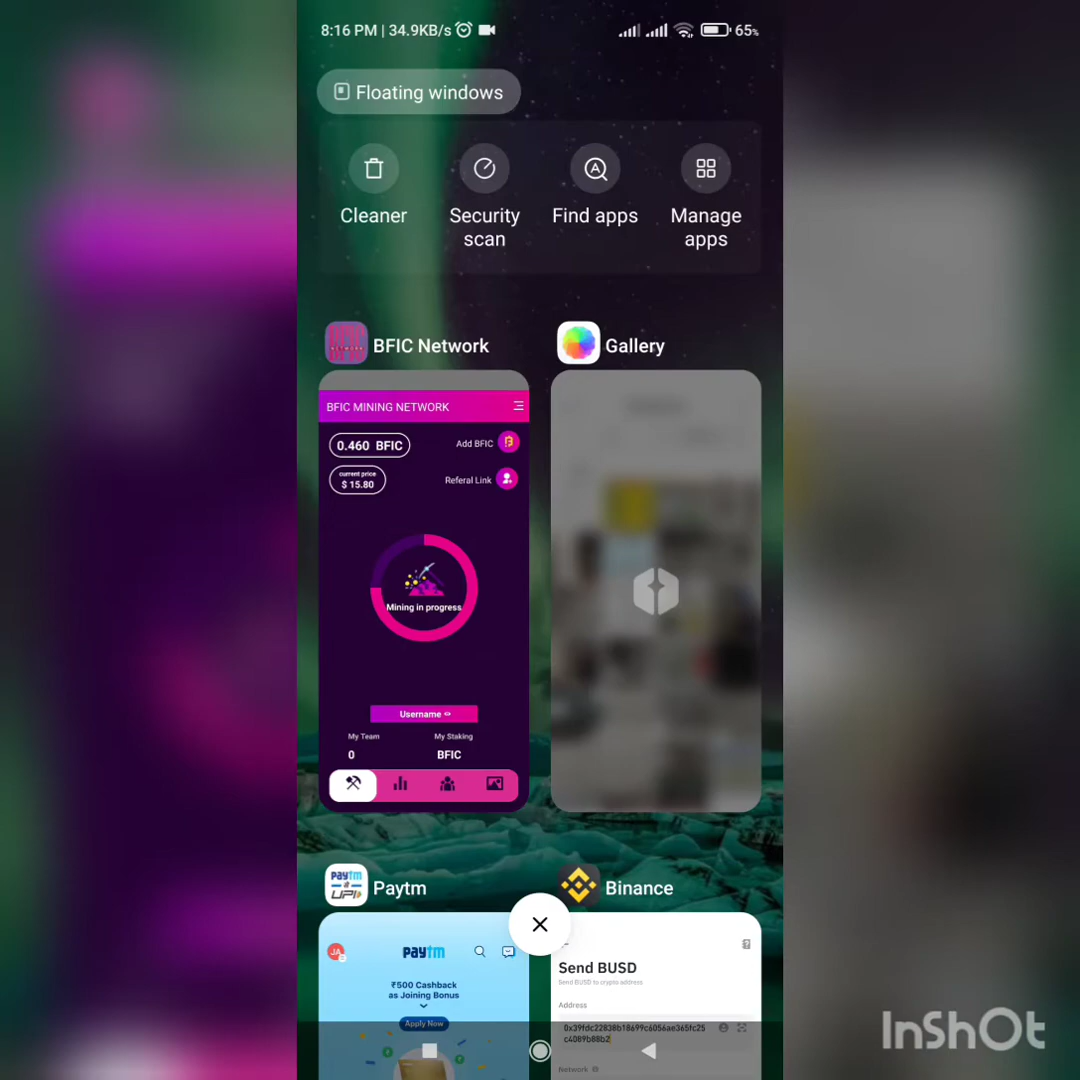 8:16 PM | 34.9KB/s
65%
Floating windows
Cleaner
Security scan
Find apps
Manage apps
BFIC Network
Gallery
BFIC MINING NETWORK
0.460 BFIC
Add BFIC
current price
$ 15.80
Referal Link
Mining in progress
Username
My Team
My Staking
0
BFIC
Paytm
Binance
paytm
₹500 Cashback
as Joining Bonus
Apply Now
Send BUSD
Send BUSD to crypto address
Address
0x39fdc22838b18699c6056ae365fc25
c4089b88b2
Network
InShOt